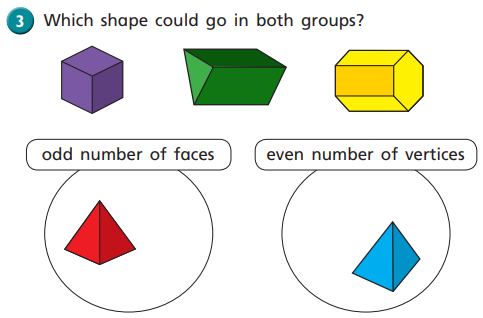 3 Which shape could go in both groups?
odd number of faces
even number of vertices